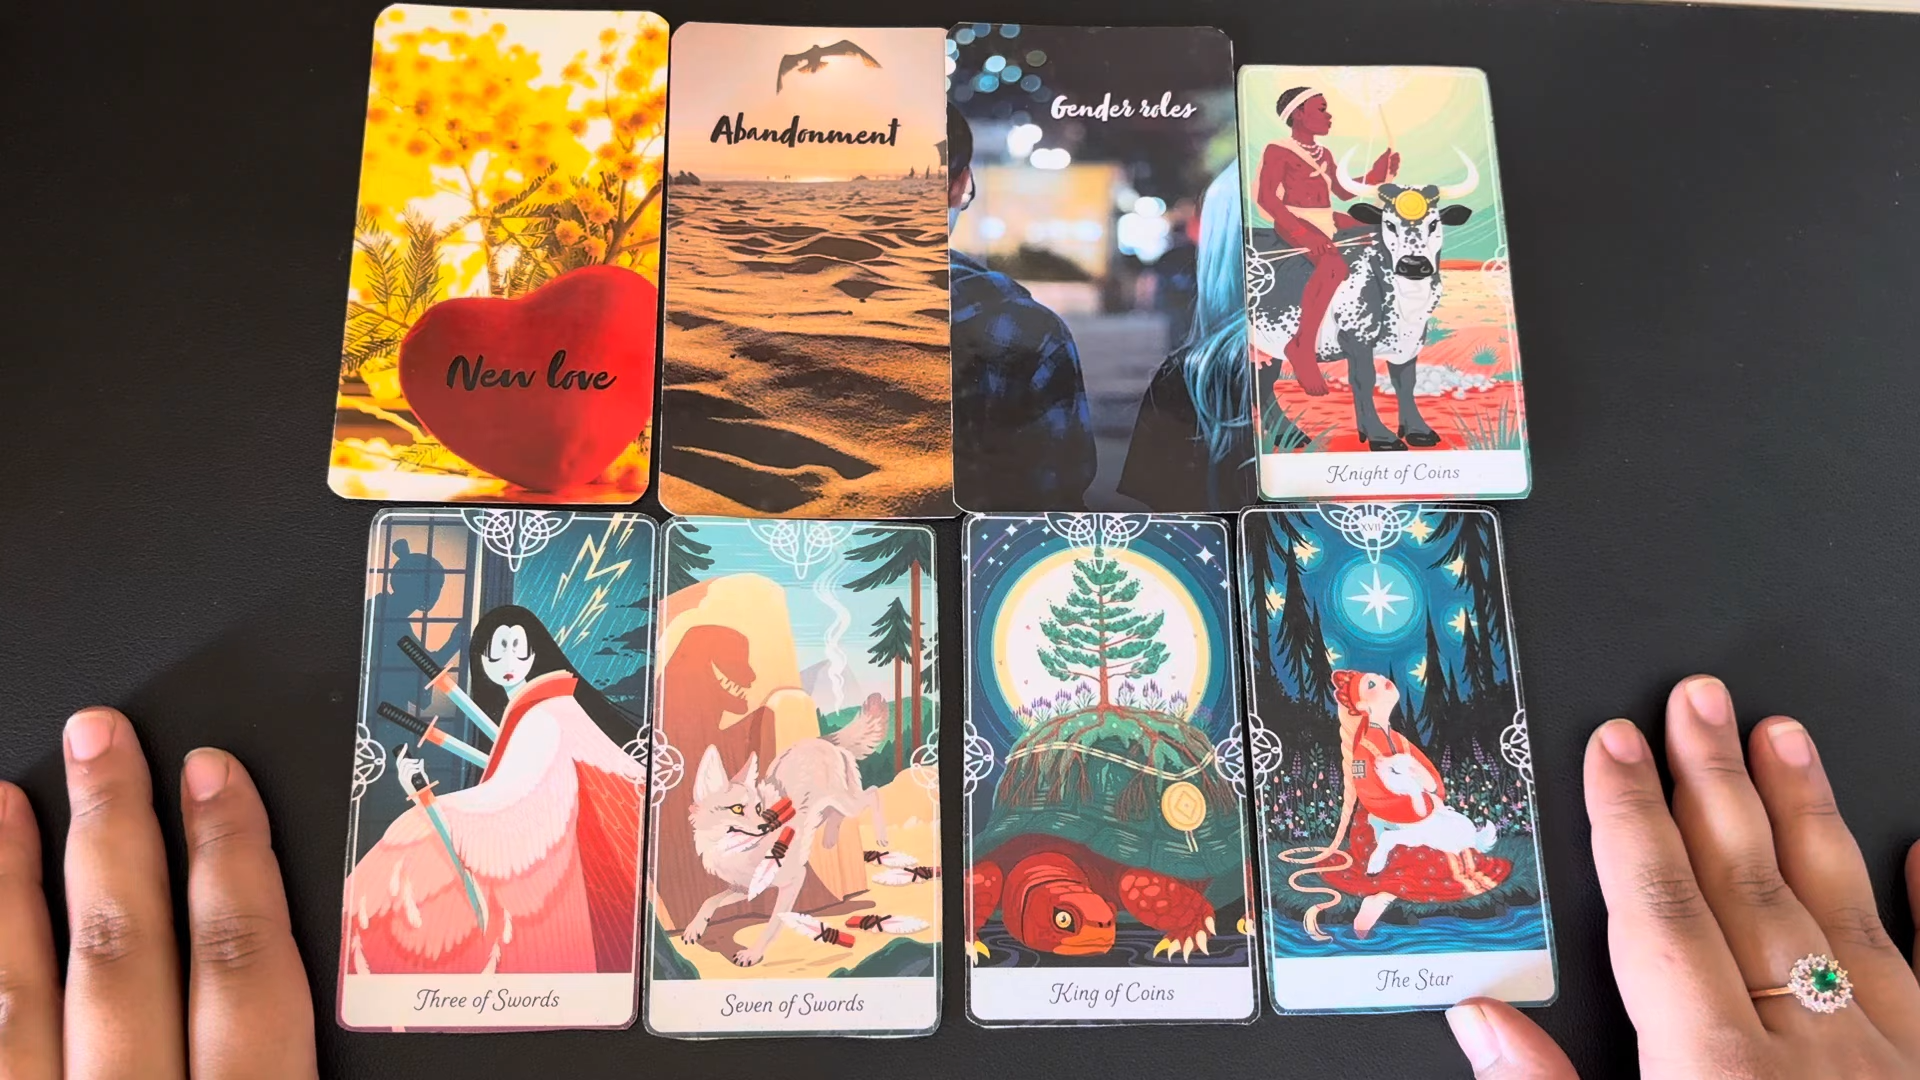 New love
Abandonment
Gender roles
Knight of Coins
Three of Swords
Seven of Swords
King of Coins
XVII
The Star